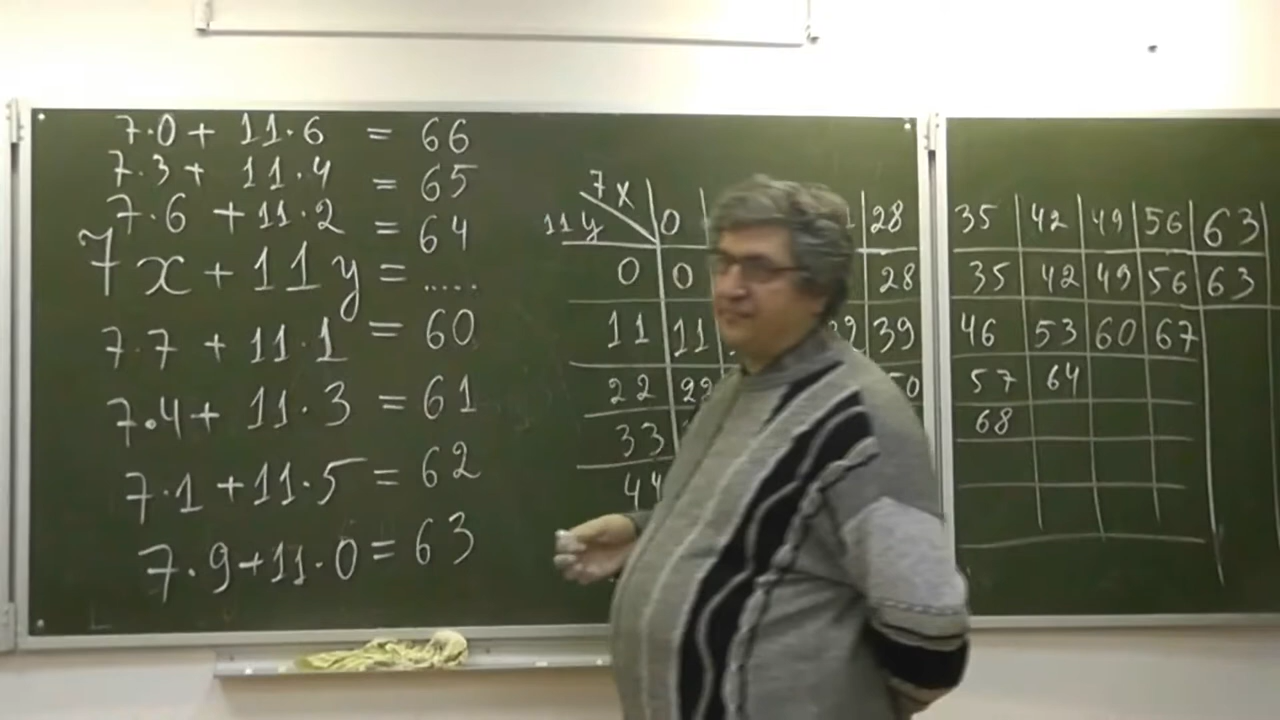 7·0 + 11·6 = 66
7·3 + 11·4 = 65
7·6 + 11·2 = 64
7x + 11y = .....
7·7 + 11·1 = 60
7·4 + 11·3 = 61
7·1 + 11·5 = 62
7·9 + 11·0 = 63
7x
11y 0 28 35 42 49 56 63
0 0 28 35 42 49 56 63
11 11 39 46 53 60 67
22 22 57 64
33 68
44